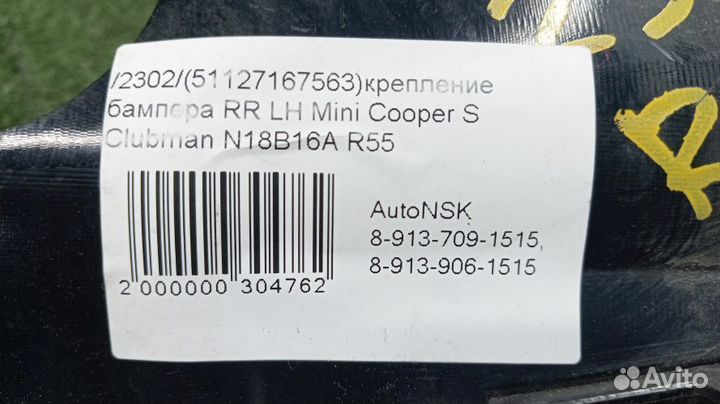 /2302/(51127167563)крепление
бампера RR LH Mini Cooper S
Clubman N18B16A R55
AutoNSK
8-913-709-1515,
8-913-906-1515
2 000000 304762
Avito